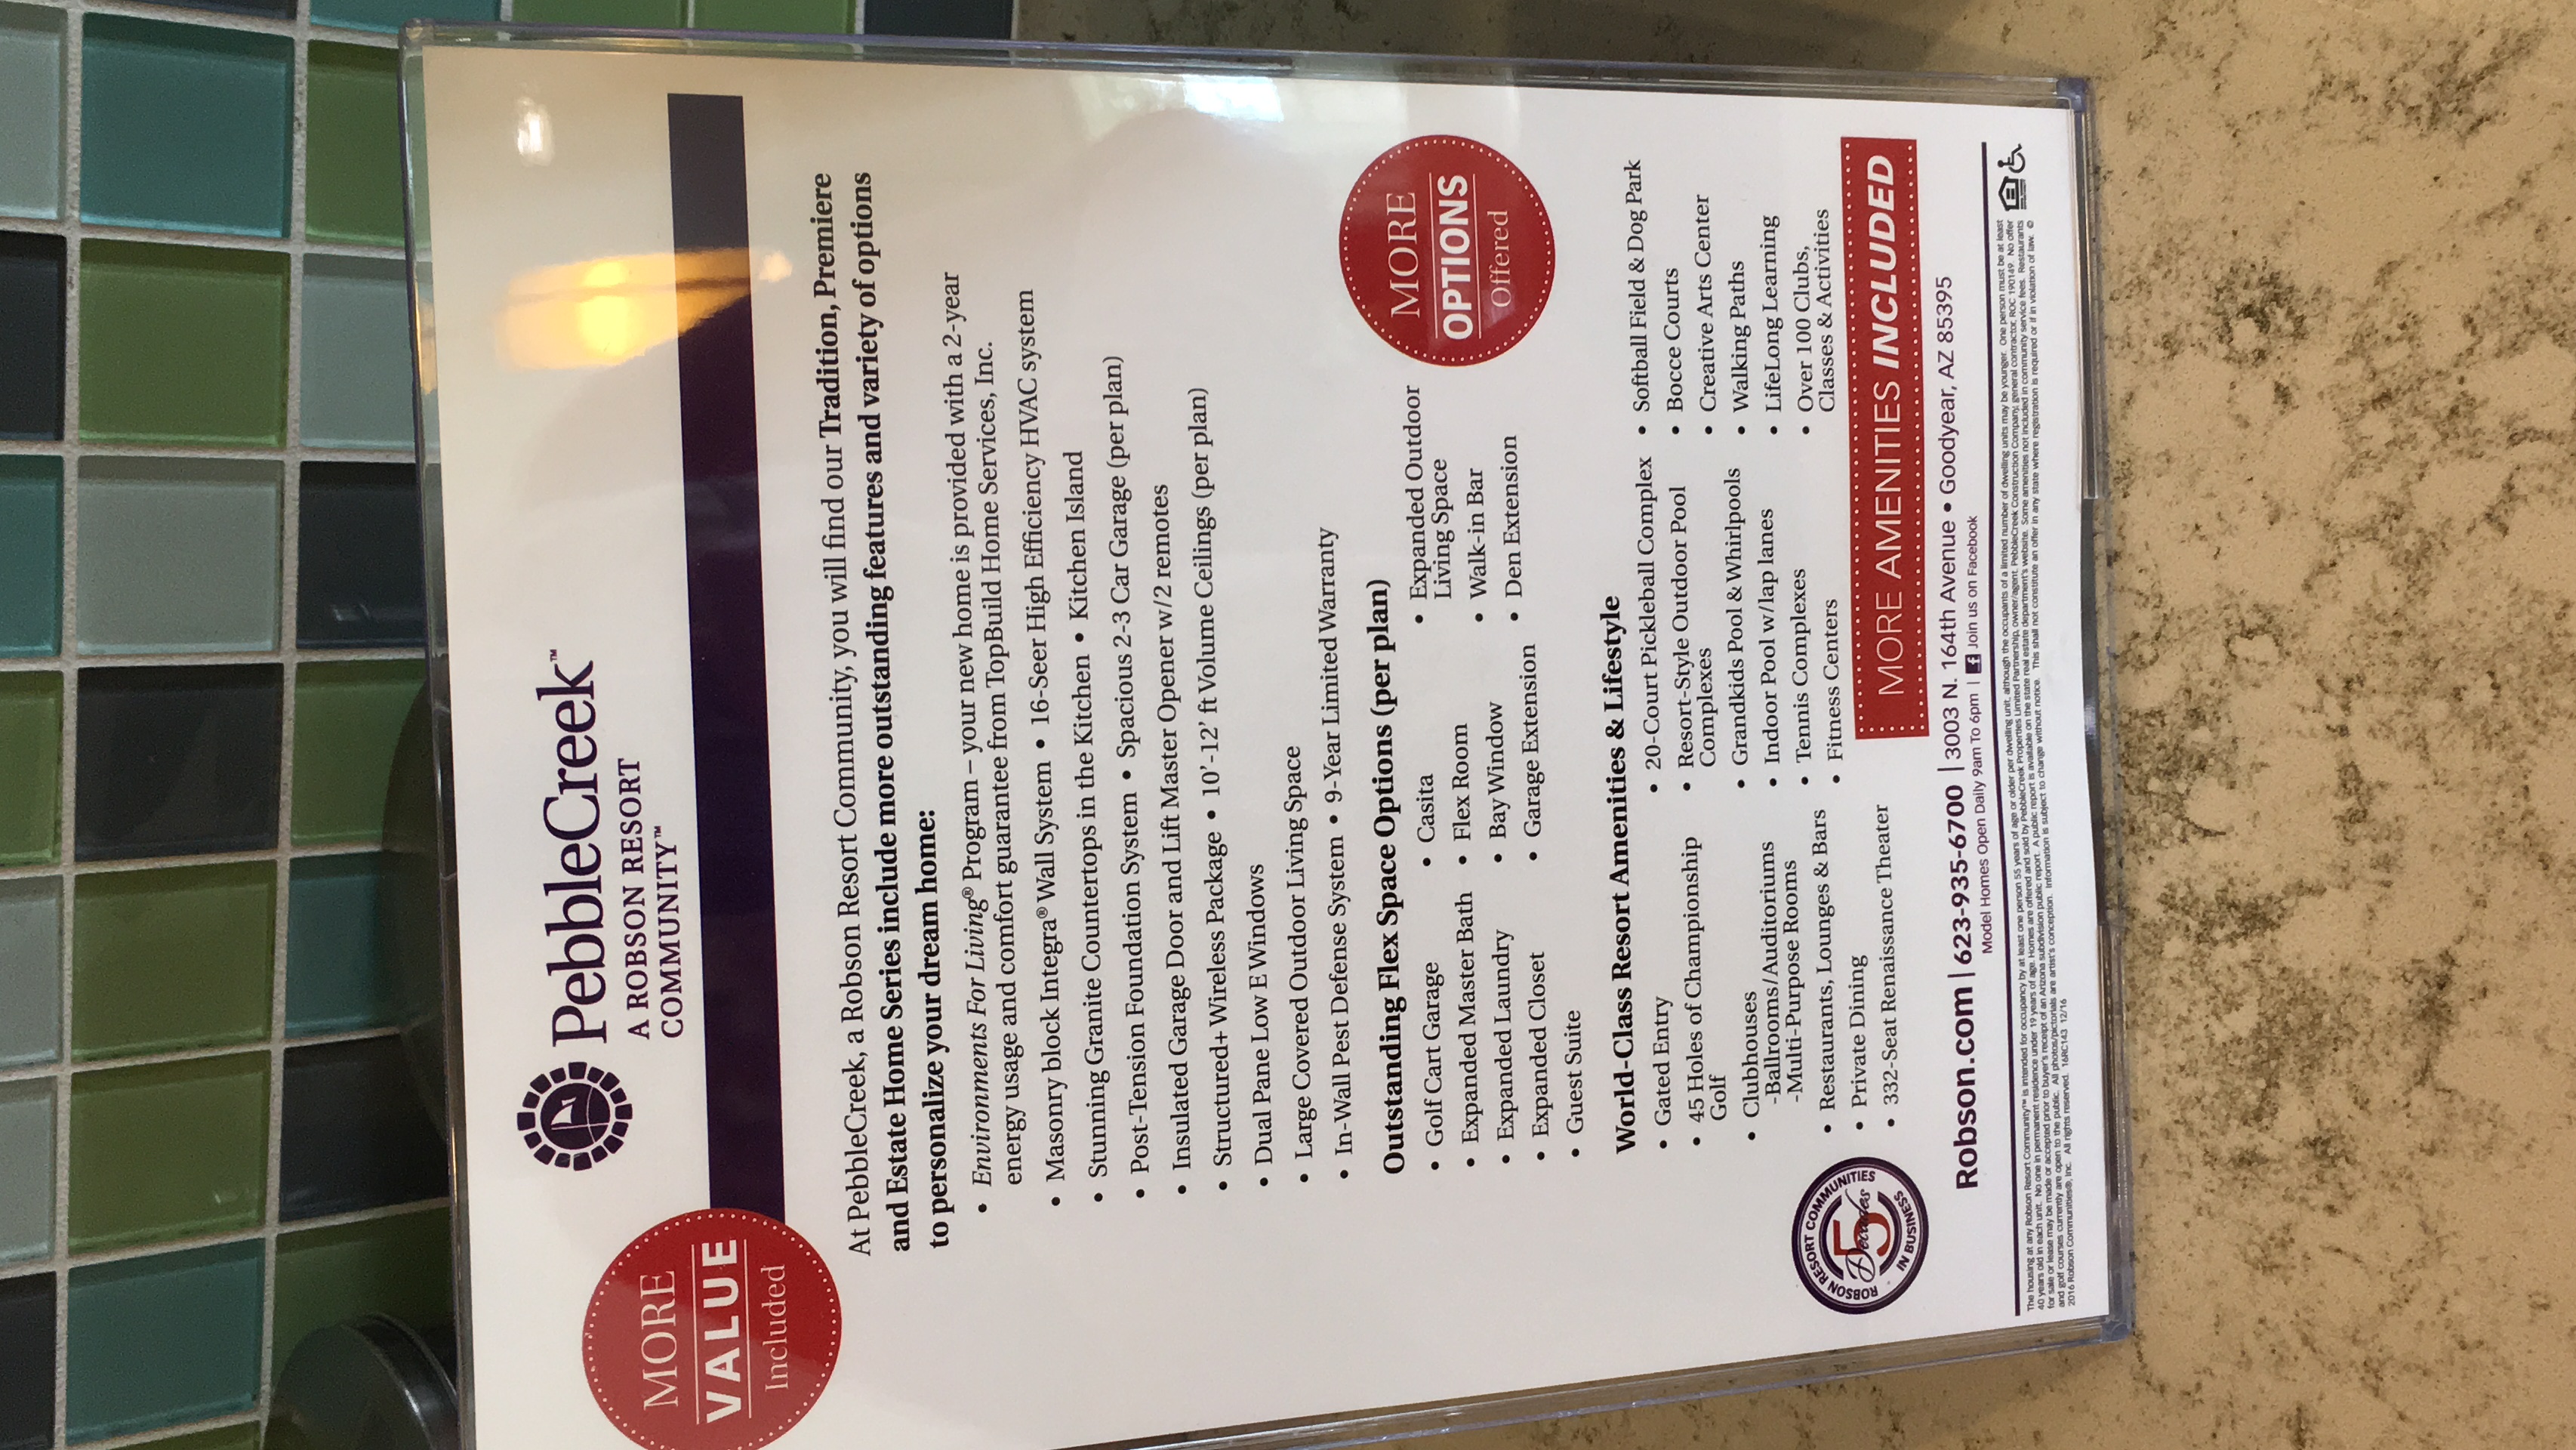 PebbleCreek™
A ROBSON RESORT
COMMUNITY™
MORE
VALUE
Included
At PebbleCreek, a Robson Resort Community, you will find our Tradition, Premiere
and Estate Home Series include more outstanding features and variety of options
to personalize your dream home:
• Environments For Living® Program – your new home is provided with a 2-year
energy usage and comfort guarantee from TopBuild Home Services, Inc.
• Masonry block Integra® Wall System • 16-Seer High Efficiency HVAC system
• Stunning Granite Countertops in the Kitchen • Kitchen Island
• Post-Tension Foundation System • Spacious 2-3 Car Garage (per plan)
• Insulated Garage Door and Lift Master Opener w/2 remotes
• Structured+ Wireless Package • 10'-12' ft Volume Ceilings (per plan)
• Dual Pane Low E Windows
• Large Covered Outdoor Living Space
• In-Wall Pest Defense System • 9-Year Limited Warranty
Outstanding Flex Space Options (per plan)
• Golf Cart Garage
• Expanded Master Bath
• Expanded Laundry
• Expanded Closet
• Guest Suite
• Casita
• Flex Room
• Bay Window
• Garage Extension
• Expanded Outdoor
Living Space
• Walk-in Bar
• Den Extension
MORE
OPTIONS
Offered
World-Class Resort Amenities & Lifestyle
• Gated Entry
• 45 Holes of Championship
Golf
• Clubhouses
-Ballrooms/Auditoriums
-Multi-Purpose Rooms
• Restaurants, Lounges & Bars
• Private Dining
• 332-Seat Renaissance Theater
• 20-Court Pickleball Complex
• Resort-Style Outdoor Pool
Complexes
• Grandkids Pool & Whirlpools
• Indoor Pool w/lap lanes
• Tennis Complexes
• Fitness Centers
• Softball Field & Dog Park
• Bocce Courts
• Creative Arts Center
• Walking Paths
• LifeLong Learning
• Over 100 Clubs,
Classes & Activities
ROBSON RESORT COMMUNITIES
5
Decades
IN BUSINESS
MORE AMENITIES INCLUDED
Robson.com | 623-935-6700 | 3003 N. 164th Avenue • Goodyear, AZ 85395
Model Homes Open Daily 9am To 6pm | f Join us on Facebook
The housing at any Robson Resort Community™ is intended for occupancy by at least one person 55 years of age or older per dwelling unit, although the occupants of a limited number of dwelling units may be younger. One person must be at least
40 years old in each unit. No one in permanent residence under 19 years of age. Homes are offered and sold by PebbleCreek Properties Limited Partnership, owner/agent. PebbleCreek Construction Company, general contractor, ROC 190149. No offer
for sale or lease may be made or accepted prior to buyer's receipt of an Arizona subdivision public report. A public report is available on the state real estate department's website. Some amenities not included in community service fees. Restaurants
and golf courses currently are open to the public. All photos/pictorials are artist's conception. Information is subject to change without notice. This shall not constitute an offer in any state where registration is required or if in violation of law. ©
2016 Robson Communities®, Inc. All rights reserved. 16RC143 12/16